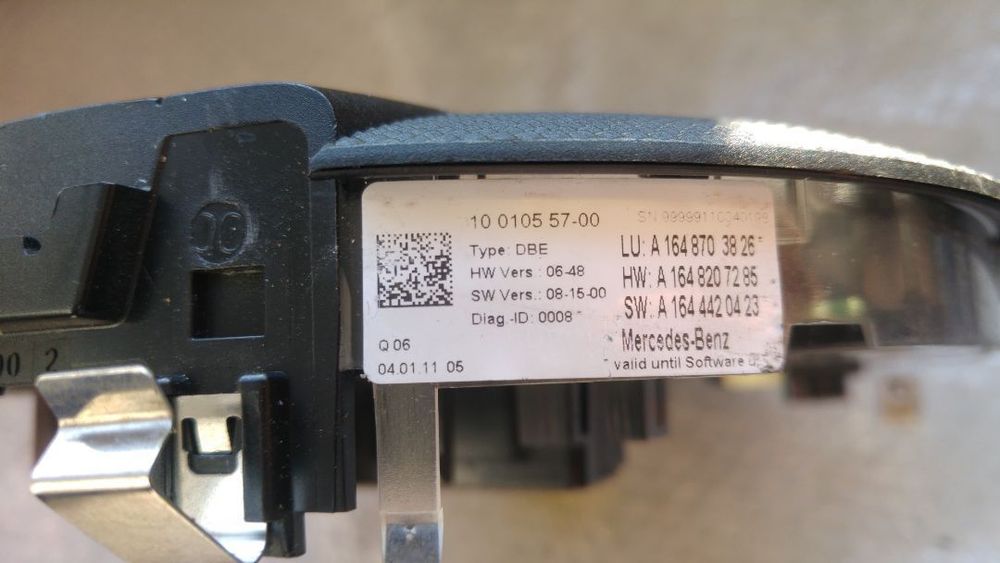 10 0105 57-00
Type: DBE
HW Vers.: 06-48
SW Vers.: 08-15-00
Diag.-ID: 0008
Q 06
04.01.11 05
LU: A 164 870 38 26
HW: A 164 820 72 85
SW: A 164 442 04 23
Mercedes-Benz
valid until Software
00 2